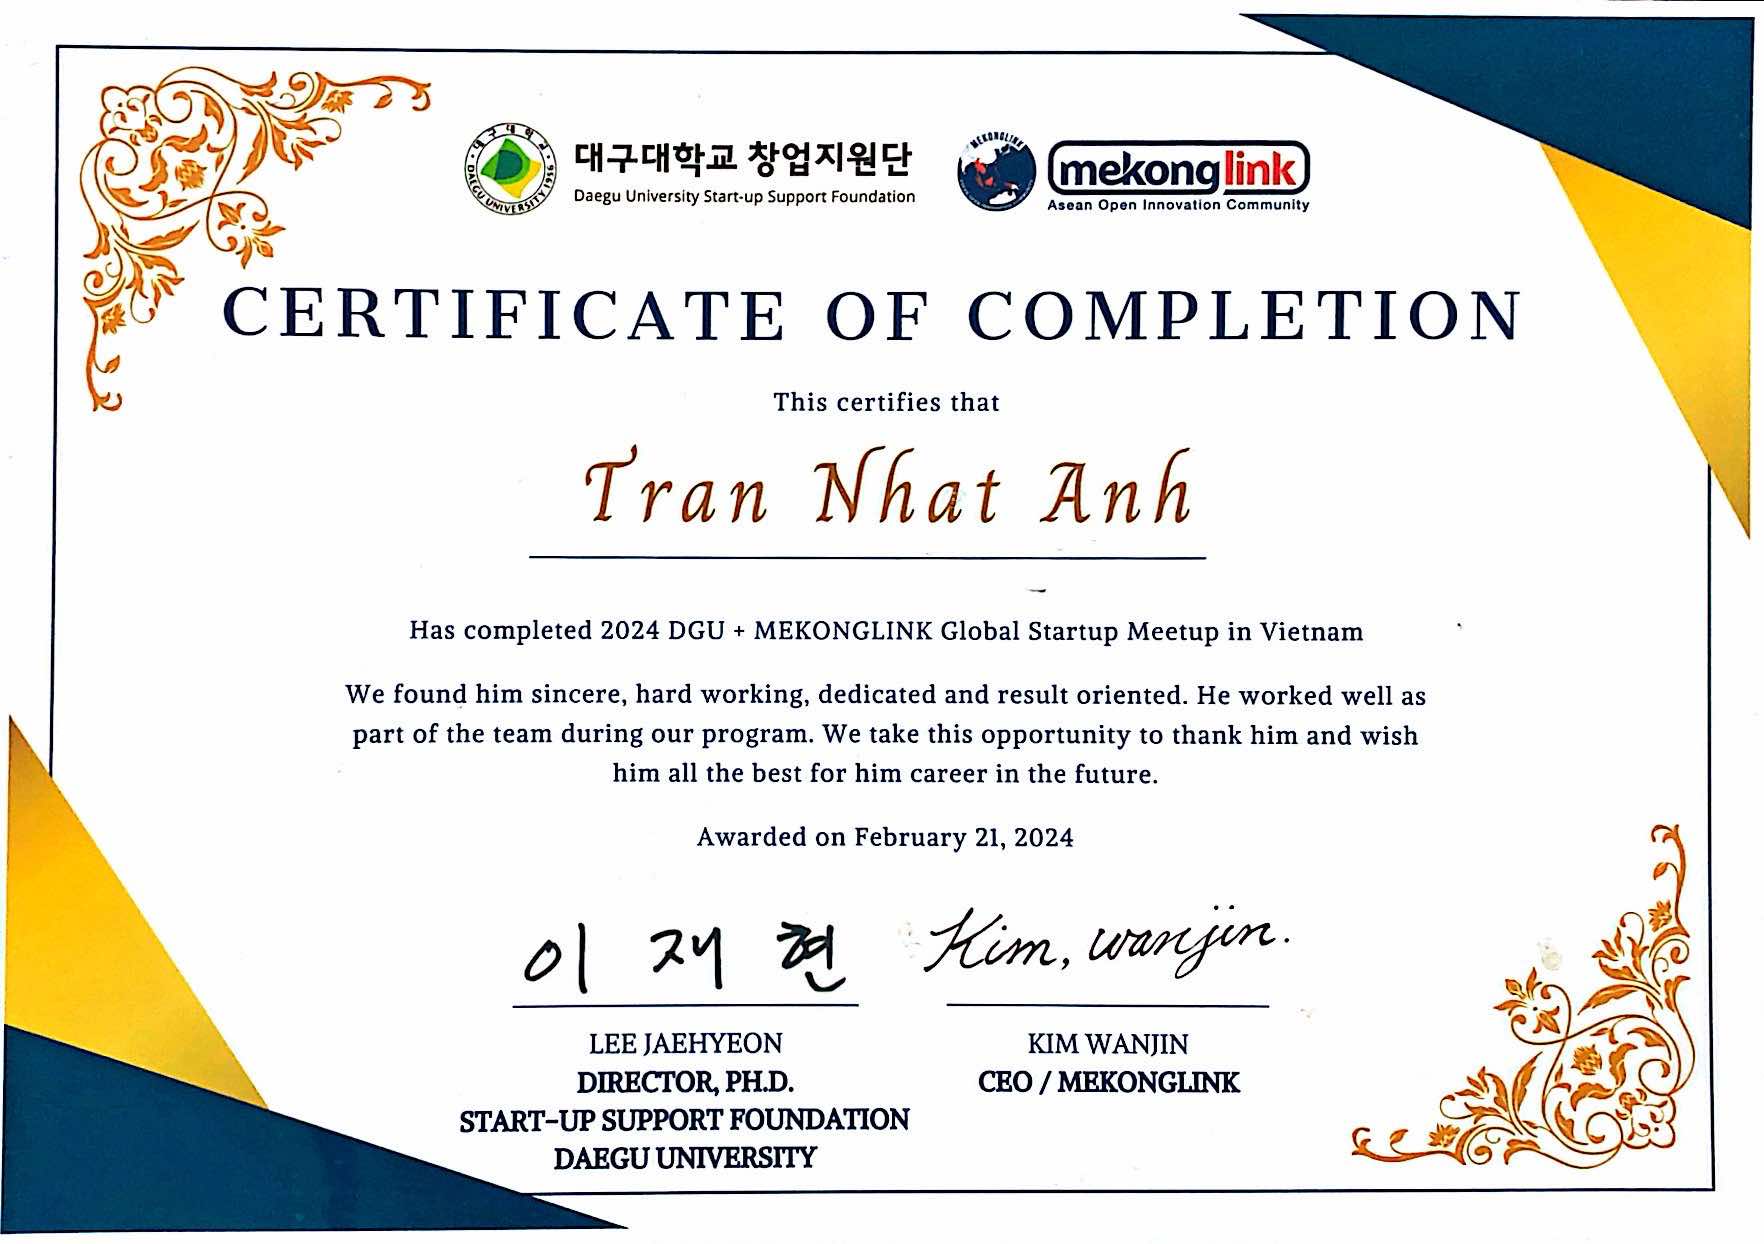 대구대학교
DAEGU UNIVERSITY 1956
대구대학교 창업지원단
Daegu University Start-up Support Foundation
MEKONGLINK
mekonglink
Asean Open Innovation Community
CERTIFICATE OF COMPLETION
This certifies that
Tran Nhat Anh
Has completed 2024 DGU + MEKONGLINK Global Startup Meetup in Vietnam
We found him sincere, hard working, dedicated and result oriented. He worked well as
part of the team during our program. We take this opportunity to thank him and wish
him all the best for him career in the future.
Awarded on February 21, 2024
이 재 현
Kim, wanjin.
LEE JAEHYEON
DIRECTOR, PH.D.
START-UP SUPPORT FOUNDATION
DAEGU UNIVERSITY
KIM WANJIN
CEO / MEKONGLINK